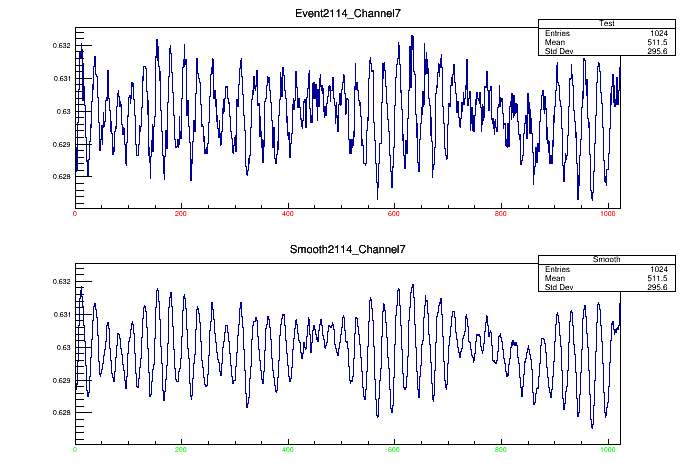 Event2114_Channel7
Test
Entries 1024
Mean 511.5
Std Dev 295.6
0.632
0.631
0.63
0.629
0.628
0 200 400 600 800 1000
Smooth2114_Channel7
Smooth
Entries 1024
Mean 511.5
Std Dev 295.6
0.632
0.631
0.63
0.629
0.628
0 200 400 600 800 1000